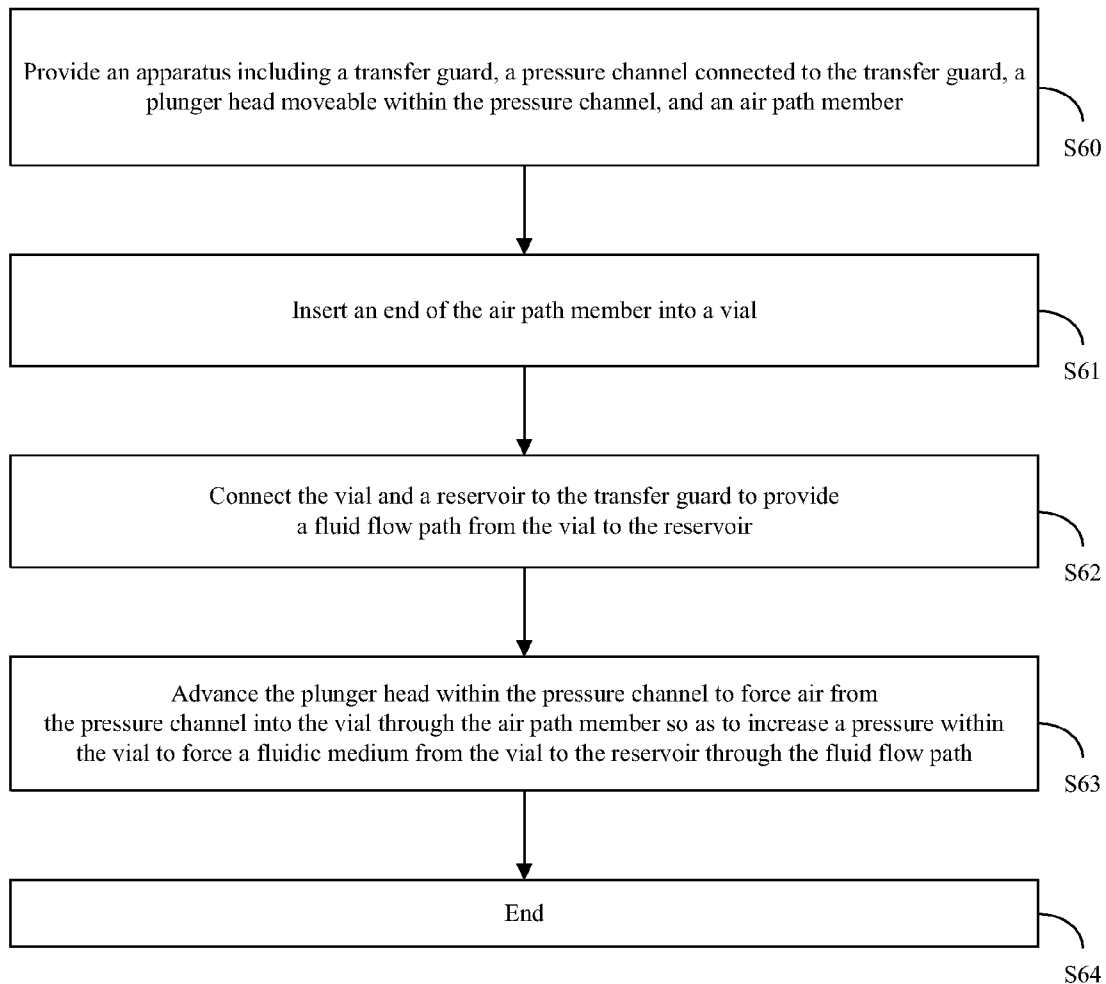 Provide an apparatus including a transfer guard, a pressure channel connected to the transfer guard, a
plunger head moveable within the pressure channel, and an air path member
S60
Insert an end of the air path member into a vial
S61
Connect the vial and a reservoir to the transfer guard to provide
a fluid flow path from the vial to the reservoir
S62
Advance the plunger head within the pressure channel to force air from
the pressure channel into the vial through the air path member so as to increase a pressure within
the vial to force a fluidic medium from the vial to the reservoir through the fluid flow path
S63
End
S64